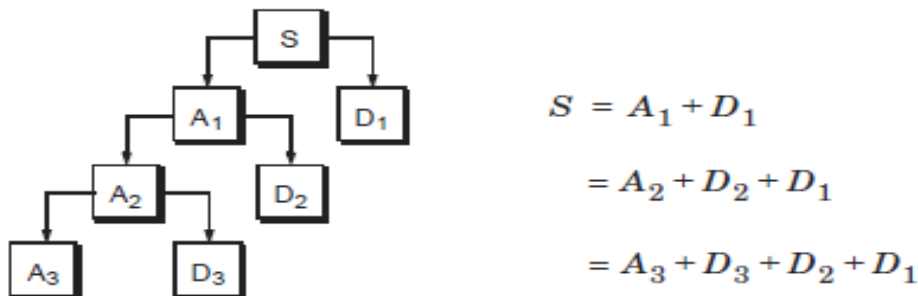 S
A₁ D₁
A₂ D₂
A₃ D₃
S = A₁ + D₁
= A₂ + D₂ + D₁
= A₃ + D₃ + D₂ + D₁